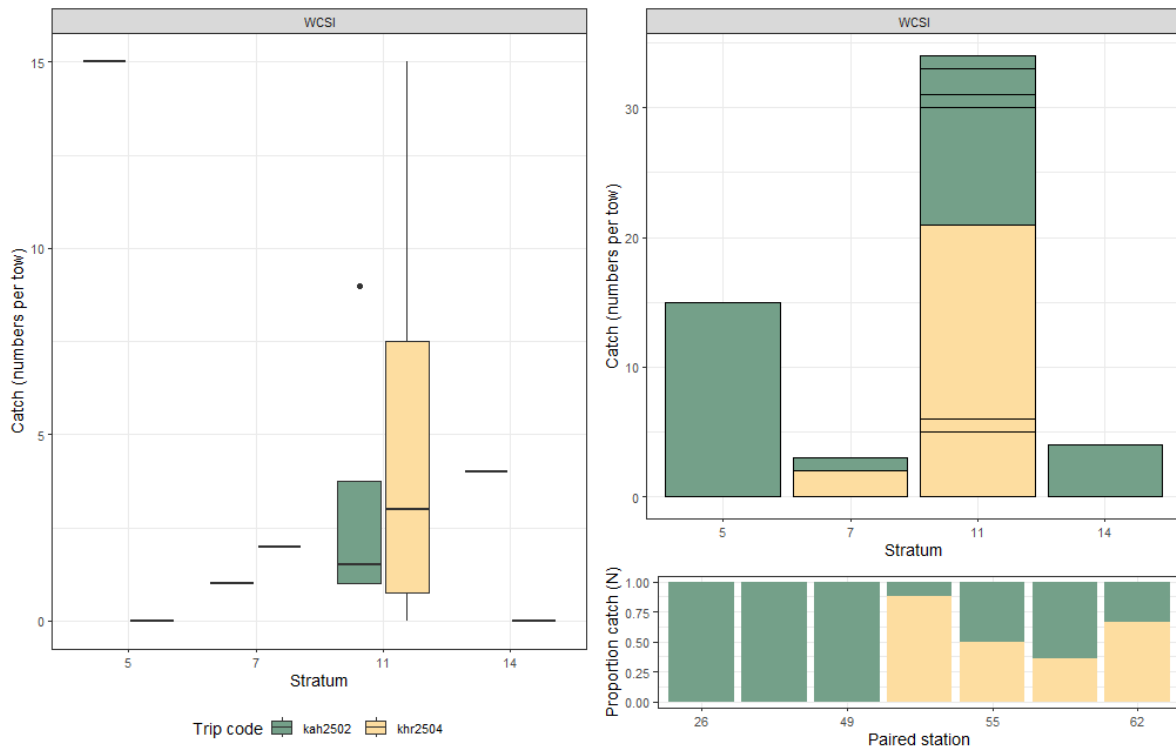 WCSI
15
10
5
0
Catch (numbers per tow)
5
7
11
14
Stratum
Trip code
kah2502
khr2504
WCSI
30
20
10
0
Catch (numbers per tow)
5
7
11
14
Stratum
1.00
0.75
0.50
0.25
0.00
Proportion catch (N)
26
49
55
62
Paired station